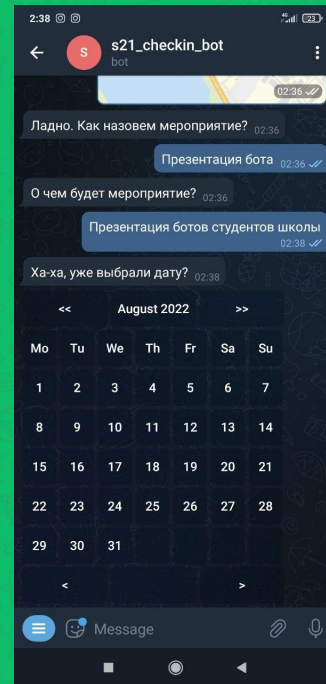 2:38
4G
23
S
s21_checkin_bot
bot
02:36
Ладно. Как назовем мероприятие? 02:36
Презентация бота 02:36
О чем будет мероприятие? 02:36
Презентация ботов студентов школы
02:38
Ха-ха, уже выбрали дату? 02:38
<< August 2022 >>
Mo Tu We Th Fr Sa Su
1 2 3 4 5 6 7
8 9 10 11 12 13 14
15 16 17 18 19 20 21
22 23 24 25 26 27 28
29 30 31
< >
Message